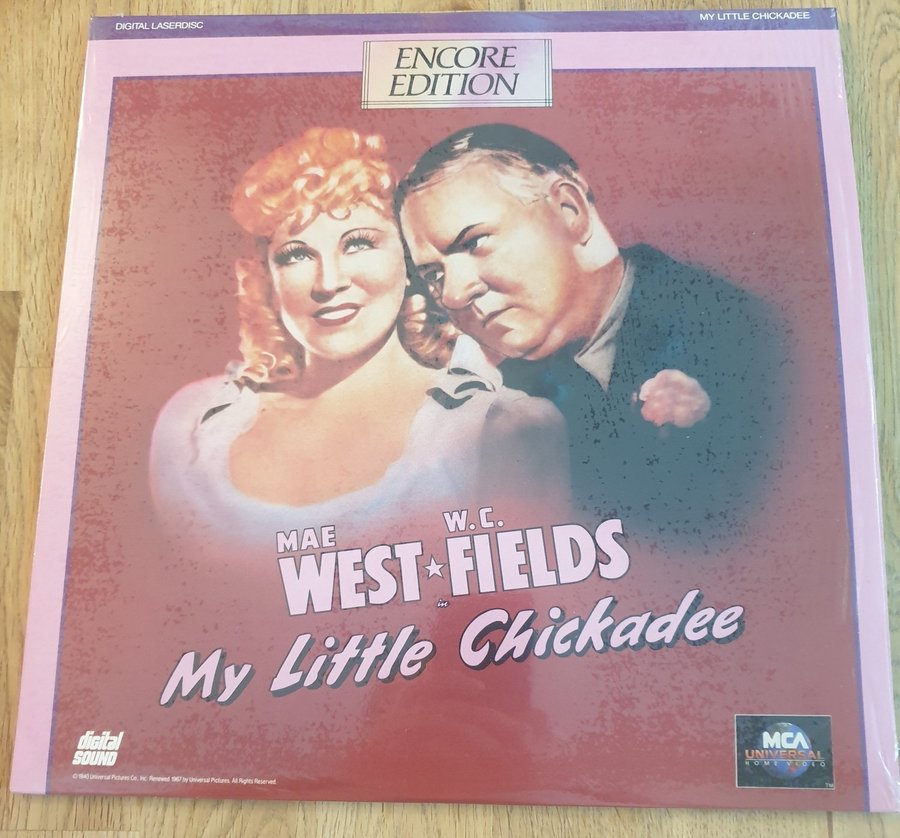 DIGITAL LASERDISC
MY LITTLE CHICKADEE
ENCORE
EDITION
MAE
WEST
W.C.
FIELDS
in
My Little Chickadee
digital
SOUND
© 1940 Universal Pictures Co., Inc. Renewed 1967 by Universal Pictures. All Rights Reserved.
MCA
UNIVERSAL
HOME VIDEO
TM